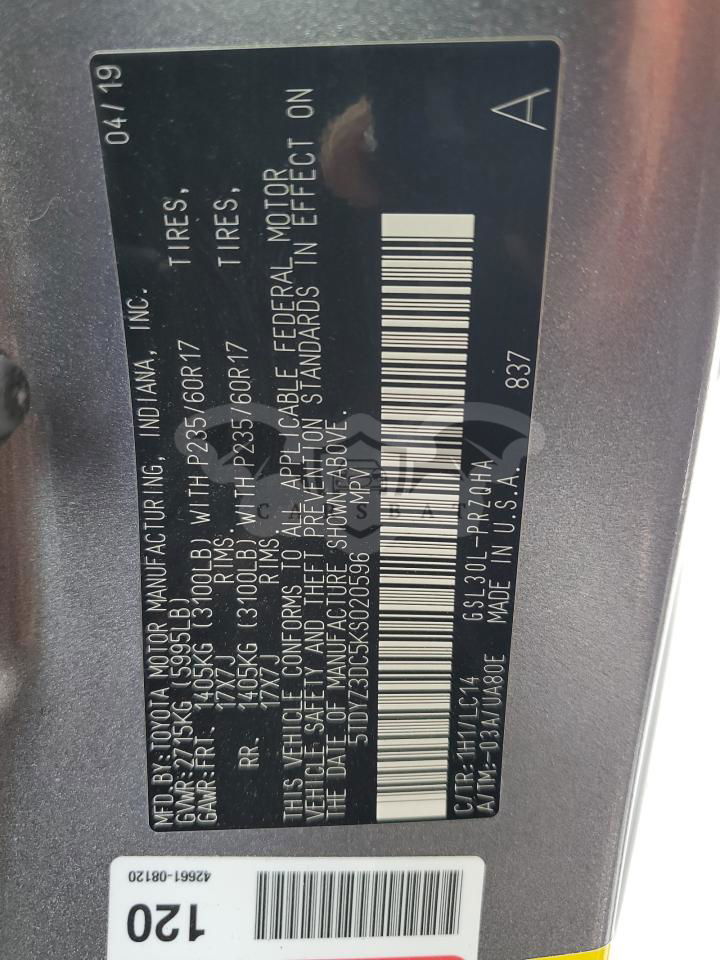 MFD.BY:TOYOTA MOTOR MANUFACTURING, INDIANA, INC. 04/19
GVWR:2715KG (5995LB)
GAWR:FRT. 1405KG (3100LB) WITH P235/60R17 TIRES,
17X7J RIMS.
RR. 1405KG (3100LB) WITH P235/60R17 TIRES,
17X7J RIMS.
THIS VEHICLE CONFORMS TO ALL APPLICABLE FEDERAL MOTOR
VEHICLE SAFETY AND THEFT PREVENTION STANDARDS IN EFFECT ON
THE DATE OF MANUFACTURE SHOWN ABOVE.
5TDYZ3DC5KS020596 MPV
C/TR:1H1/LC14 GSL30L-PRZQHA 837
A/TM:-03A/UA80E MADE IN U.S.A. A
CARSBAT
42661-08120
120